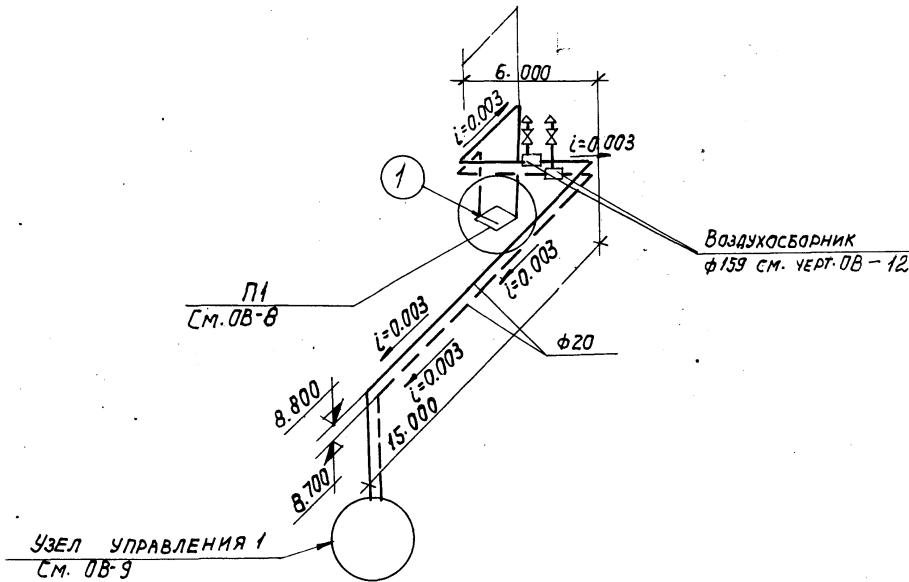 6.000
i=0.003
i=0.003
1
Воздухосборник
ф159 см. черт. ОВ-12
П1
См. ОВ-8
i=0.003
i=0.003
ф20
i=0.003
8.800
15.000
8.700
Узел управления 1
См. ОВ-9